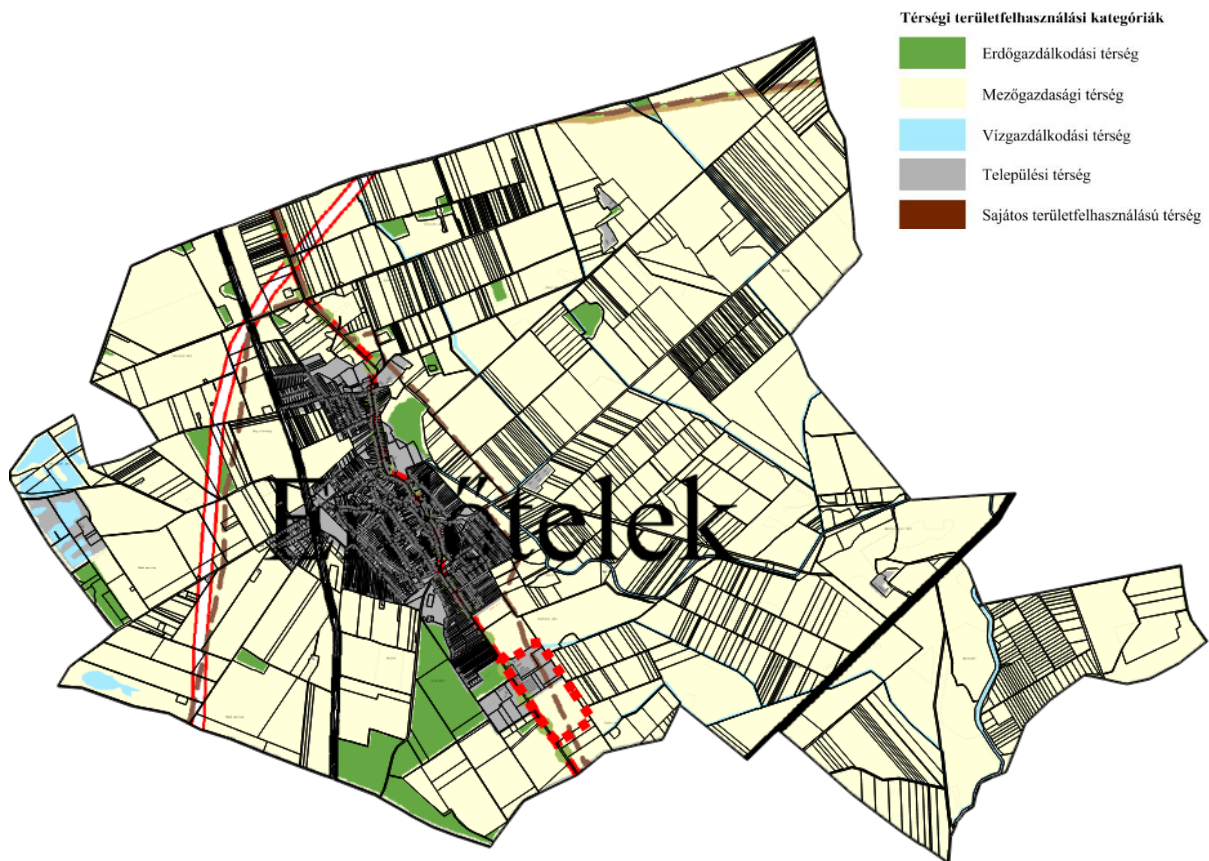 Térségi területfelhasználási kategóriák
Erdőgazdálkodási térség
Mezőgazdasági térség
Vízgazdálkodási térség
Települési térség
Sajátos területfelhasználású térség